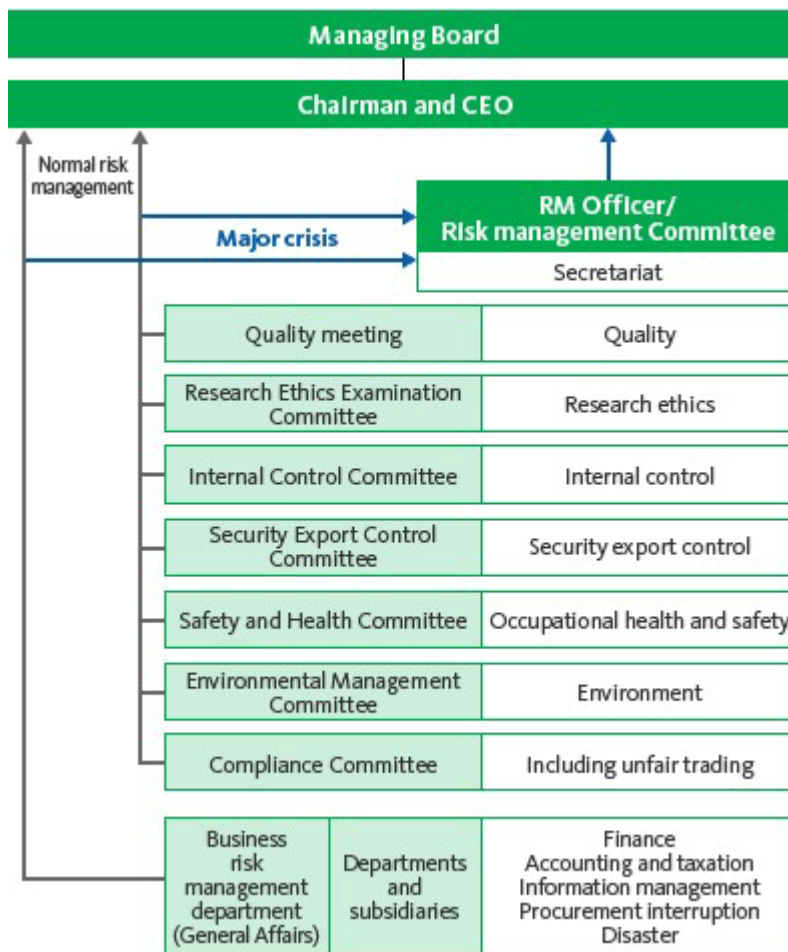 Managing Board
Chairman and CEO
Normal risk
management
RM Officer/
Risk management Committee
Major crisis
Secretariat
Quality meeting
Quality
Research Ethics Examination
Committee
Research ethics
Internal Control Committee
Internal control
Security Export Control
Committee
Security export control
Safety and Health Committee
Occupational health and safety
Environmental Management
Committee
Environment
Compliance Committee
Including unfair trading
Business
risk
management
department
(General Affairs)
Departments
and
subsidiaries
Finance
Accounting and taxation
Information management
Procurement interruption
Disaster